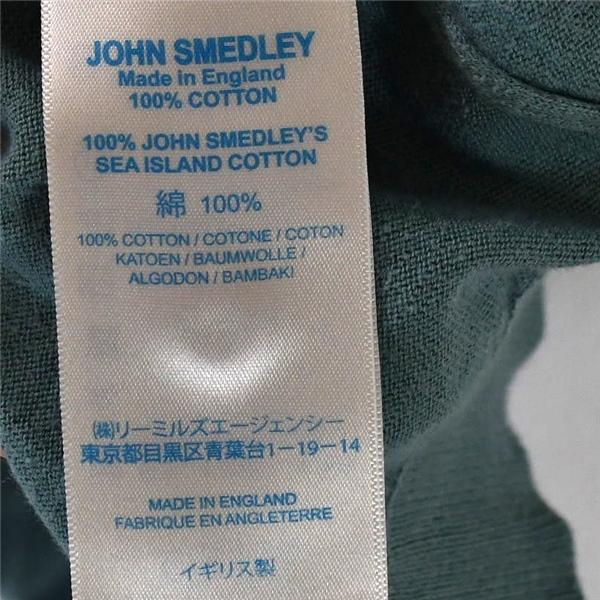 JOHN SMEDLEY
Made in England
100% COTTON
100% JOHN SMEDLEY'S
SEA ISLAND COTTON
綿 100%
100% COTTON / COTONE / COTON
KATOEN / BAUMWOLLE /
ALGODON / BAMBAKI
㈱リーミルズエージェンシー
東京都目黒区青葉台1-19-14
MADE IN ENGLAND
FABRIQUE EN ANGLETERRE
イギリス製